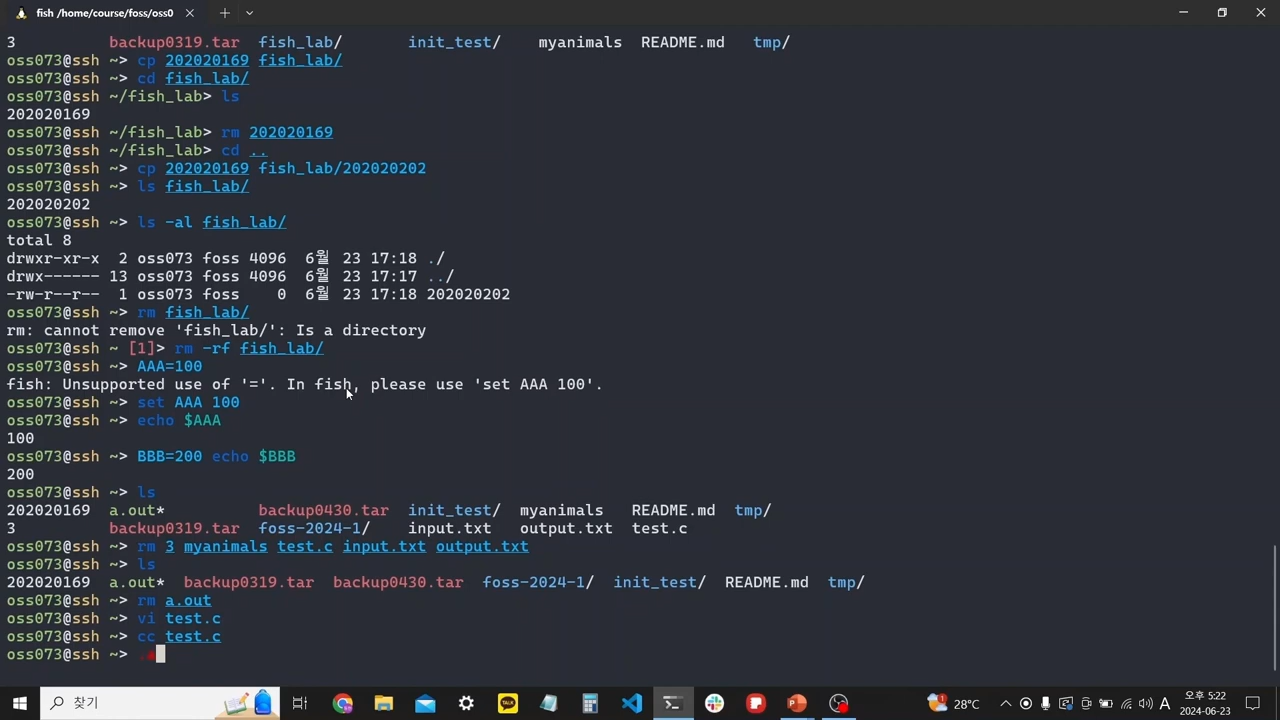 fish /home/course/foss/oss0
3 backup0319.tar fish_lab/ init_test/ myanimals README.md tmp/
oss073@ssh ~> cp 202020169 fish_lab/
oss073@ssh ~> cd fish_lab/
oss073@ssh ~/fish_lab> ls
202020169
oss073@ssh ~/fish_lab> rm 202020169
oss073@ssh ~/fish_lab> cd ..
oss073@ssh ~> cp 202020169 fish_lab/202020202
oss073@ssh ~> ls fish_lab/
202020202
oss073@ssh ~> ls -al fish_lab/
total 8
drwxr-xr-x 2 oss073 foss 4096 6월 23 17:18 ./
drwx------ 13 oss073 foss 4096 6월 23 17:17 ../
-rw-r--r-- 1 oss073 foss 0 6월 23 17:18 202020202
oss073@ssh ~> rm fish_lab/
rm: cannot remove 'fish_lab/': Is a directory
oss073@ssh ~ [1]> rm -rf fish_lab/
oss073@ssh ~> AAA=100
fish: Unsupported use of '='. In fish, please use 'set AAA 100'.
oss073@ssh ~> set AAA 100
oss073@ssh ~> echo $AAA
100
oss073@ssh ~> BBB=200 echo $BBB
200
oss073@ssh ~> ls
202020169 a.out* backup0430.tar init_test/ myanimals README.md tmp/
3 backup0319.tar foss-2024-1/ input.txt output.txt test.c
oss073@ssh ~> rm 3 myanimals test.c input.txt output.txt
oss073@ssh ~> ls
202020169 a.out* backup0319.tar backup0430.tar foss-2024-1/ init_test/ README.md tmp/
oss073@ssh ~> rm a.out
oss073@ssh ~> vi test.c
oss073@ssh ~> cc test.c
oss073@ssh ~>
찾기
TALK
28°C
A
오후 5:22
2024-06-23